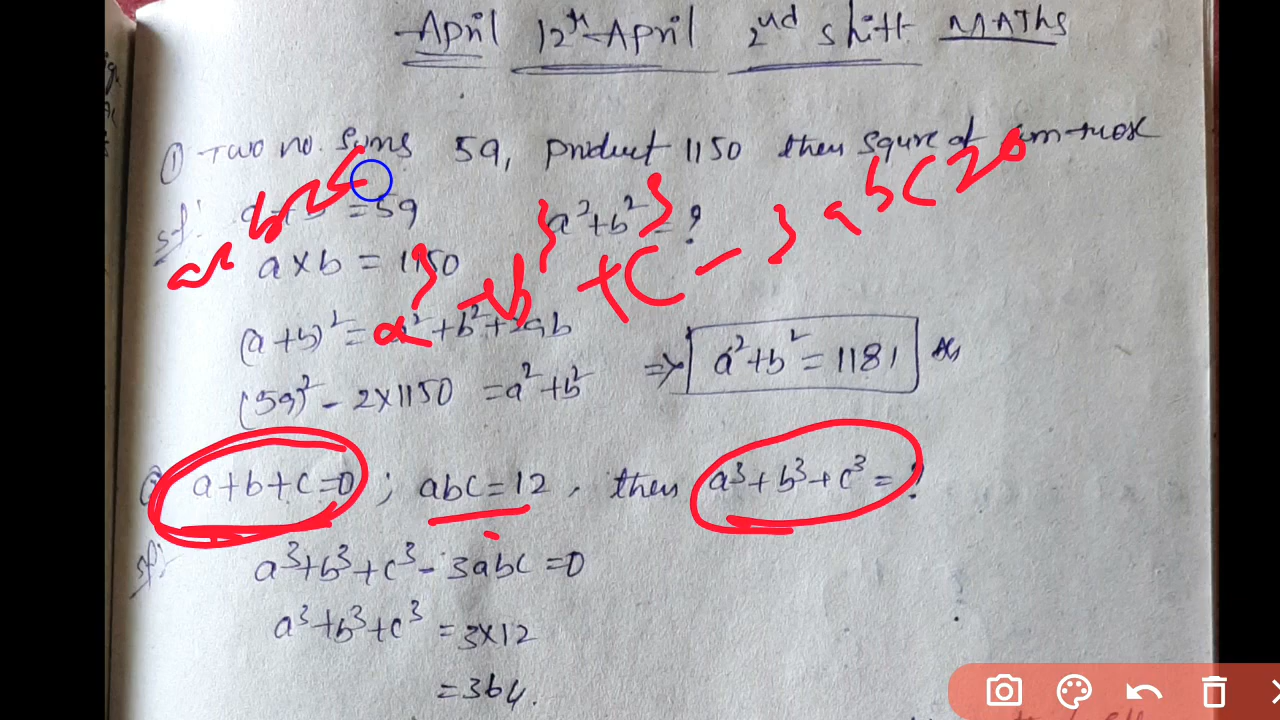 April 12th April 2nd shift MATHS
① Two no. sums 59, product 1150 then squre of
= 59 a²+b² = ?
a×b = 1150
(a+b)² = a²+b²+2ab
(59)² - 2×1150 = a²+b² => a²+b² = 1181
a+b+c=0 ; abc=12 , then a³+b³+c³ = ?
a³+b³+c³ - 3abc = 0
a³+b³+c³ = 3×12